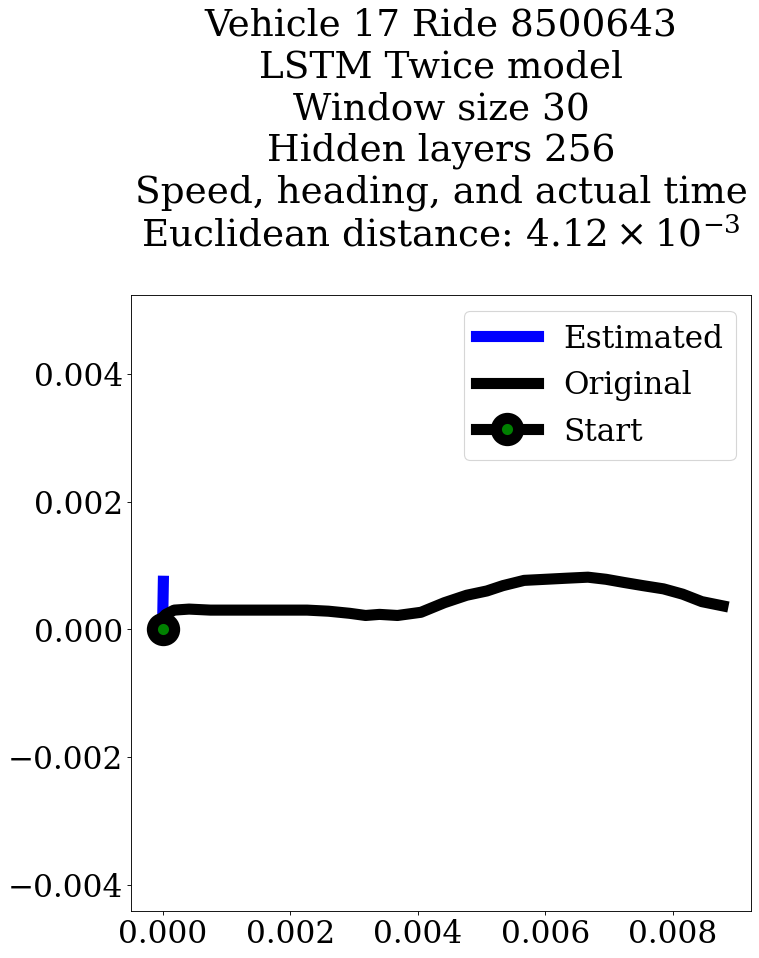 Vehicle 17 Ride 8500643
LSTM Twice model
Window size 30
Hidden layers 256
Speed, heading, and actual time
Euclidean distance: 4.12 × 10⁻³
Estimated
Original
Start
0.004
0.002
0.000
−0.002
−0.004
0.000 0.002 0.004 0.006 0.008